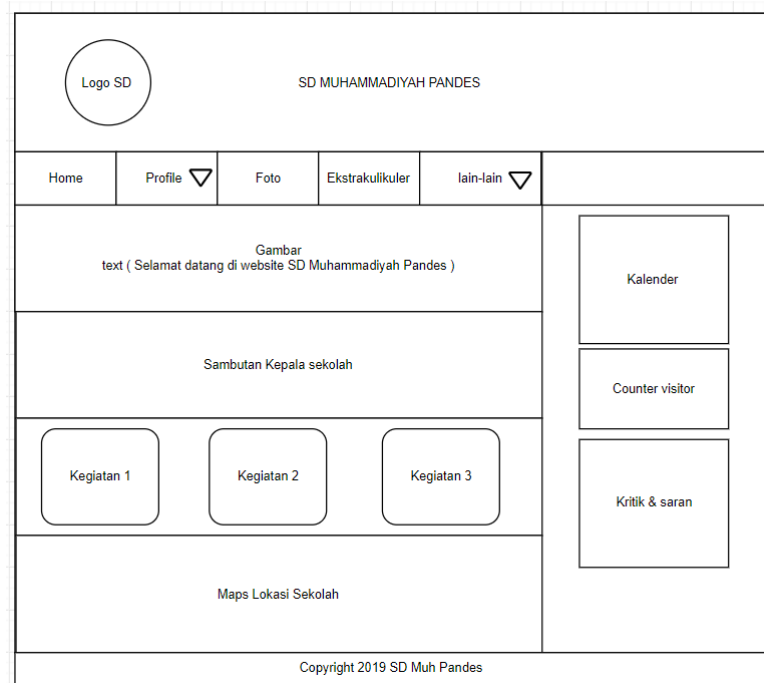 Logo SD
SD MUHAMMADIYAH PANDES
Home
Profile
Foto
Ekstrakulikuler
lain-lain
Gambar
text ( Selamat datang di website SD Muhammadiyah Pandes )
Kalender
Sambutan Kepala sekolah
Counter visitor
Kegiatan 1
Kegiatan 2
Kegiatan 3
Kritik & saran
Maps Lokasi Sekolah
Copyright 2019 SD Muh Pandes